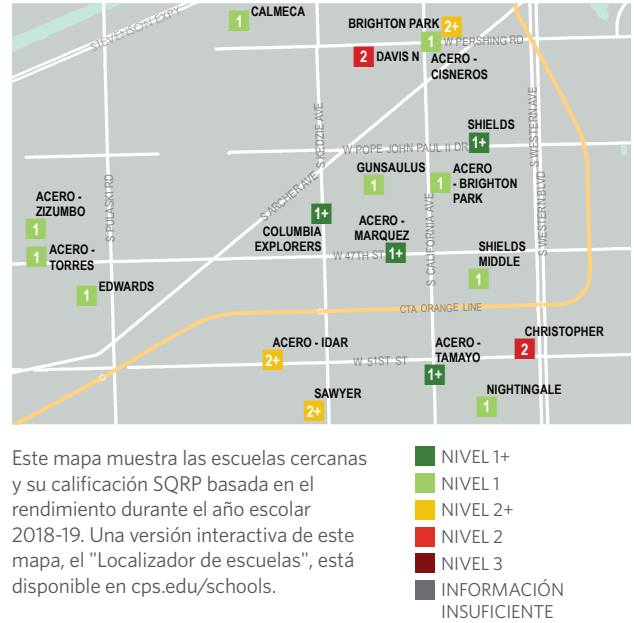 CALMECA
1
STEVENSON EXPY
BRIGHTON PARK
2+
W PERSHING RD
2
DAVIS N
1
ACERO -
CISNEROS
S KEDZIE AVE
S WESTERN AVE
SHIELDS
1+
W POPE JOHN PAUL II DR
GUNSAULUS
1
1
ACERO
- BRIGHTON
PARK
S ARCHER AVE
S PULASKI RD
ACERO -
ZIZUMBO
1
1
ACERO -
TORRES
1+
COLUMBIA
EXPLORERS
ACERO -
MARQUEZ
1+
W 47TH ST
S CALIFORNIA AVE
S WESTERN BLVD
SHIELDS
MIDDLE
1
1
EDWARDS
CTA ORANGE LINE
ACERO - IDAR
2+
W 51ST ST
ACERO -
TAMAYO
1+
CHRISTOPHER
2
SAWYER
2+
NIGHTINGALE
1
Este mapa muestra las escuelas cercanas
y su calificación SQRP basada en el
rendimiento durante el año escolar
2018-19. Una versión interactiva de este
mapa, el "Localizador de escuelas", está
disponible en cps.edu/schools.
NIVEL 1+
NIVEL 1
NIVEL 2+
NIVEL 2
NIVEL 3
INFORMACIÓN
INSUFICIENTE